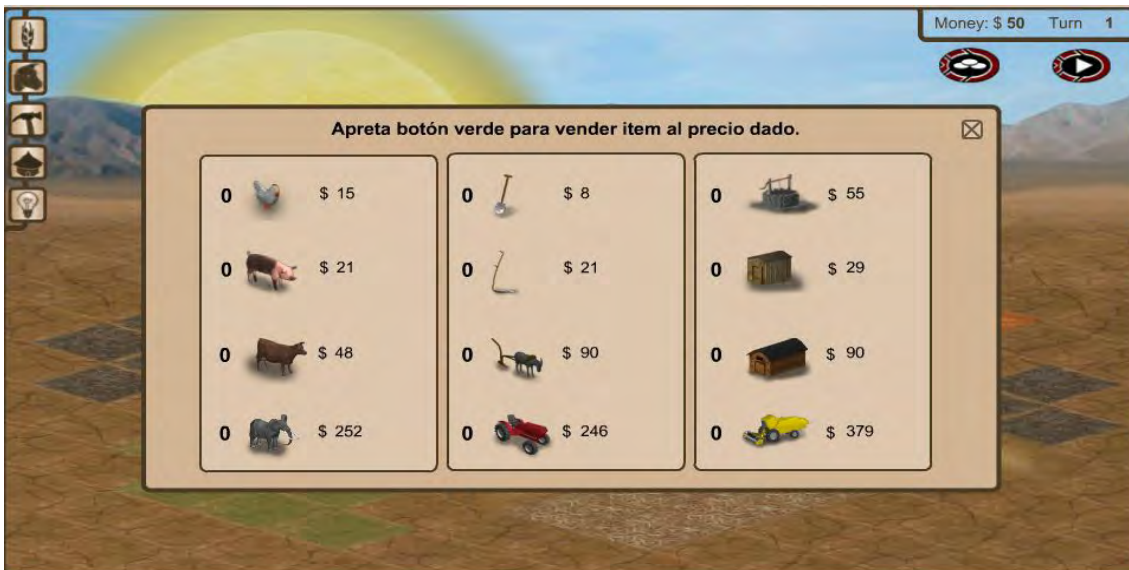 Money: $ 50 Turn 1
Apreta botón verde para vender item al precio dado.
0 $ 15
0 $ 21
0 $ 48
0 $ 252
0 $ 8
0 $ 21
0 $ 90
0 $ 246
0 $ 55
0 $ 29
0 $ 90
0 $ 379